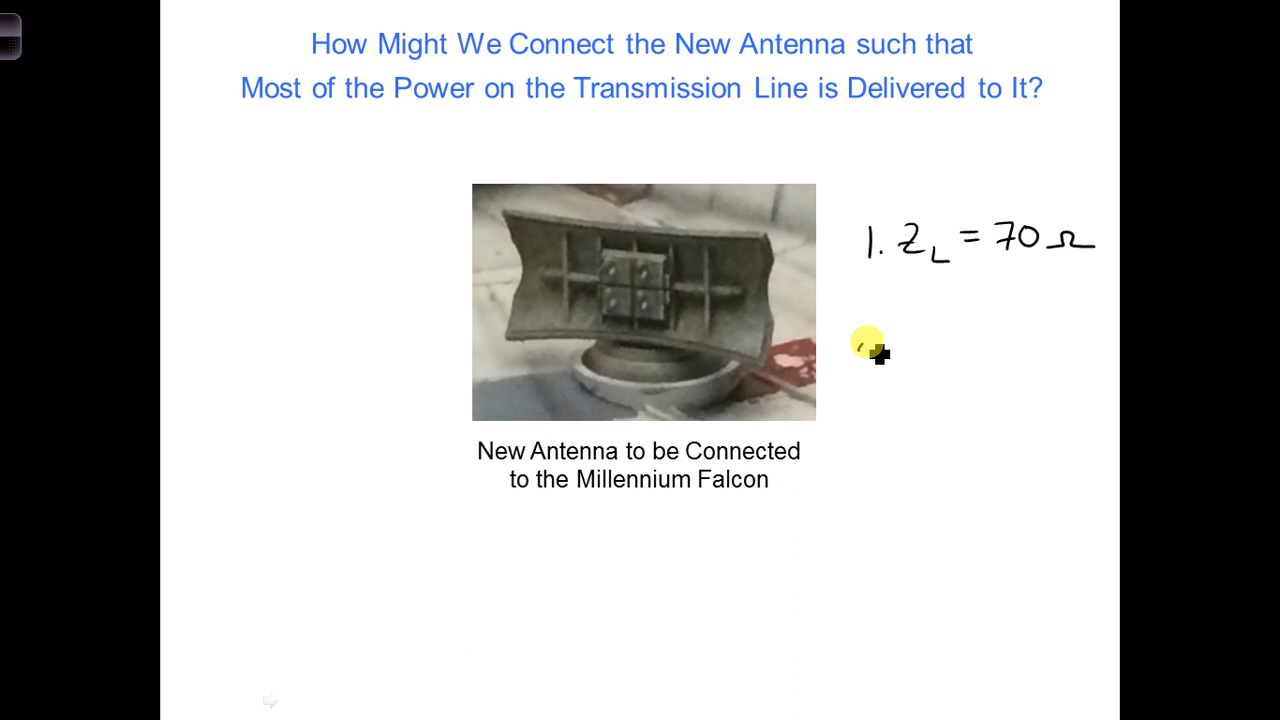 How Might We Connect the New Antenna such that
Most of the Power on the Transmission Line is Delivered to It?
1. Z_L = 70 Ω
New Antenna to be Connected
to the Millennium Falcon